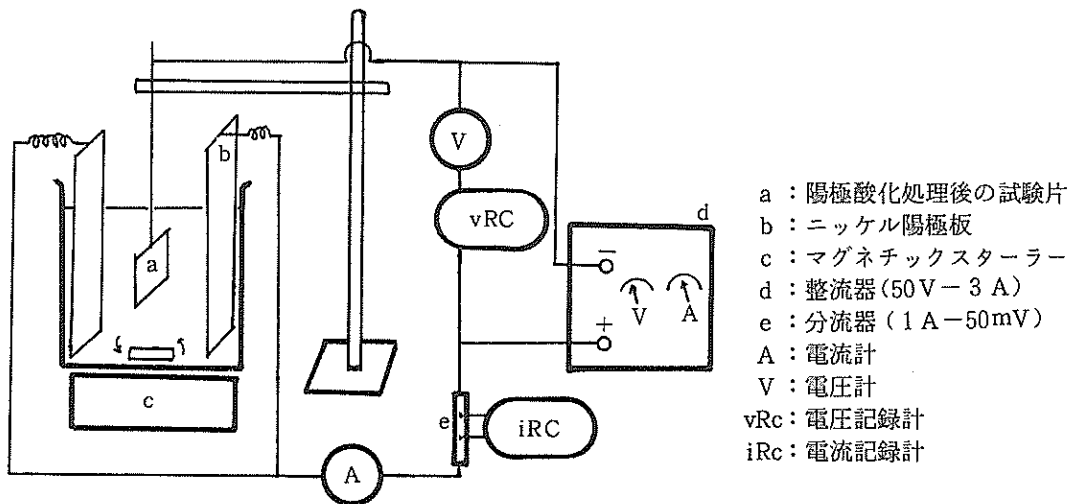 b
V
vRC
d
a
−
V
A
+
c
e
iRC
A
a：陽極酸化処理後の試験片
b：ニッケル陽極板
c：マグネチックスターラー
d：整流器(50V－3A)
e：分流器(1A－50mV)
A：電流計
V：電圧計
vRc：電圧記録計
iRc：電流記録計